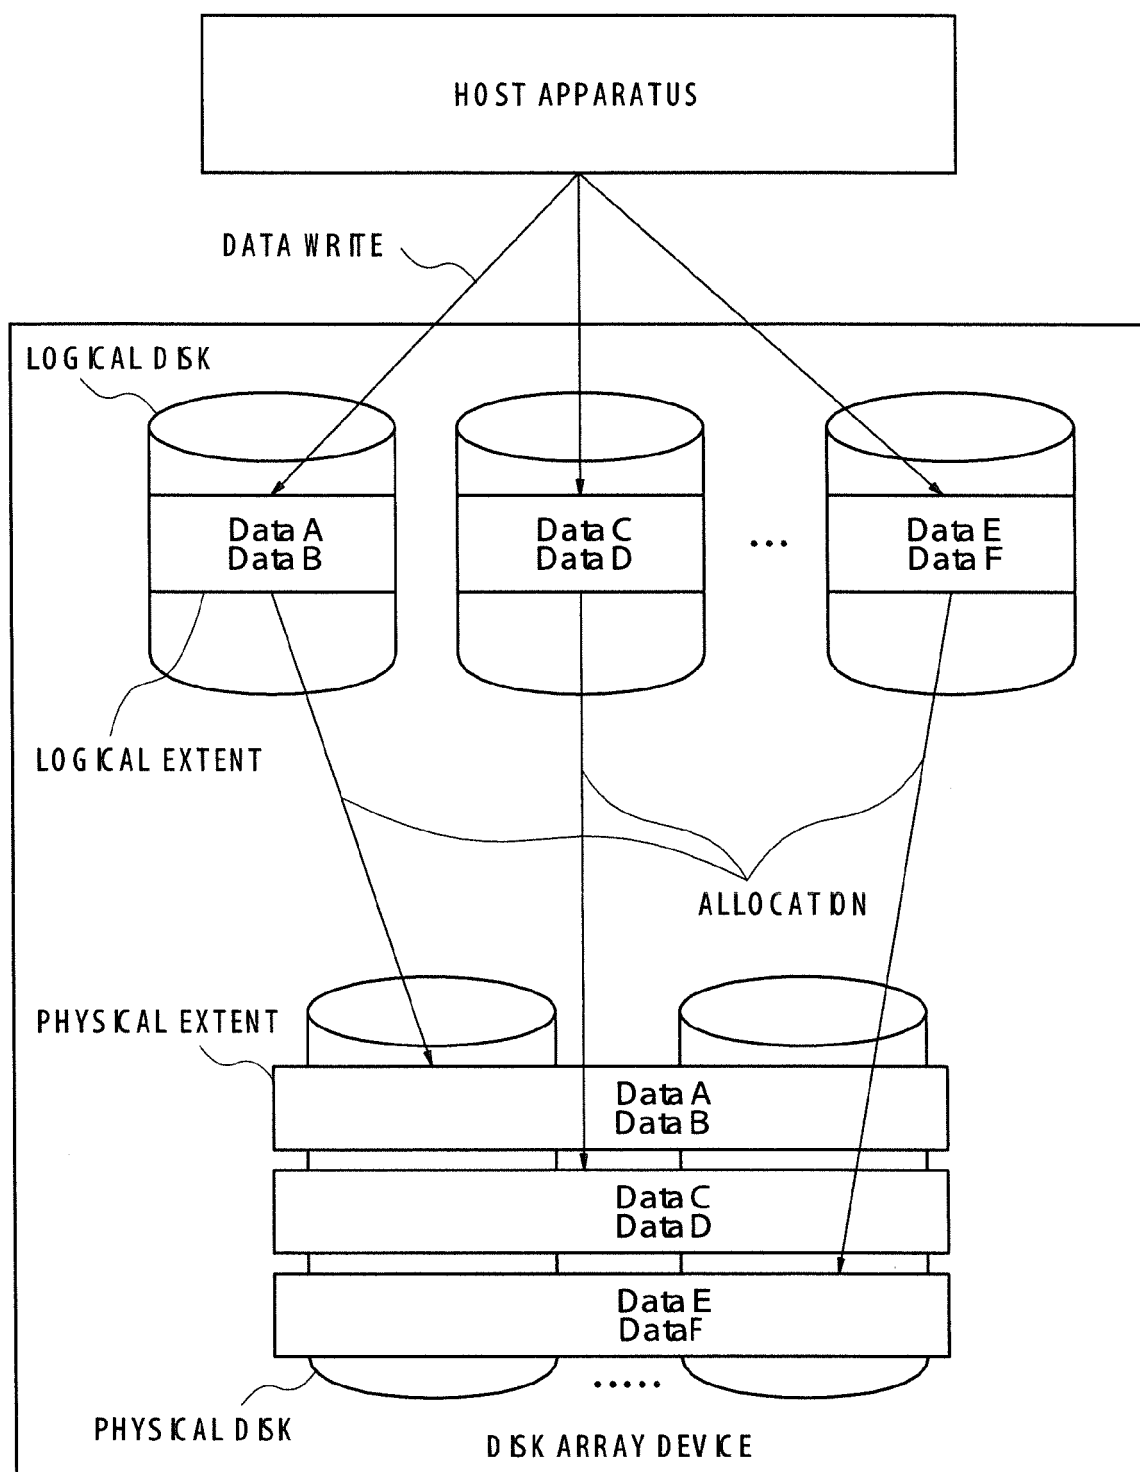 HOST APPARATUS
DATA WRITE
LOGICAL DISK
Data A
Data B
Data C
Data D
...
Data E
Data F
LOGICAL EXTENT
ALLOCATION
PHYSICAL EXTENT
Data A
Data B
Data C
Data D
Data E
Data F
.....
PHYSICAL DISK
DISK ARRAY DEVICE